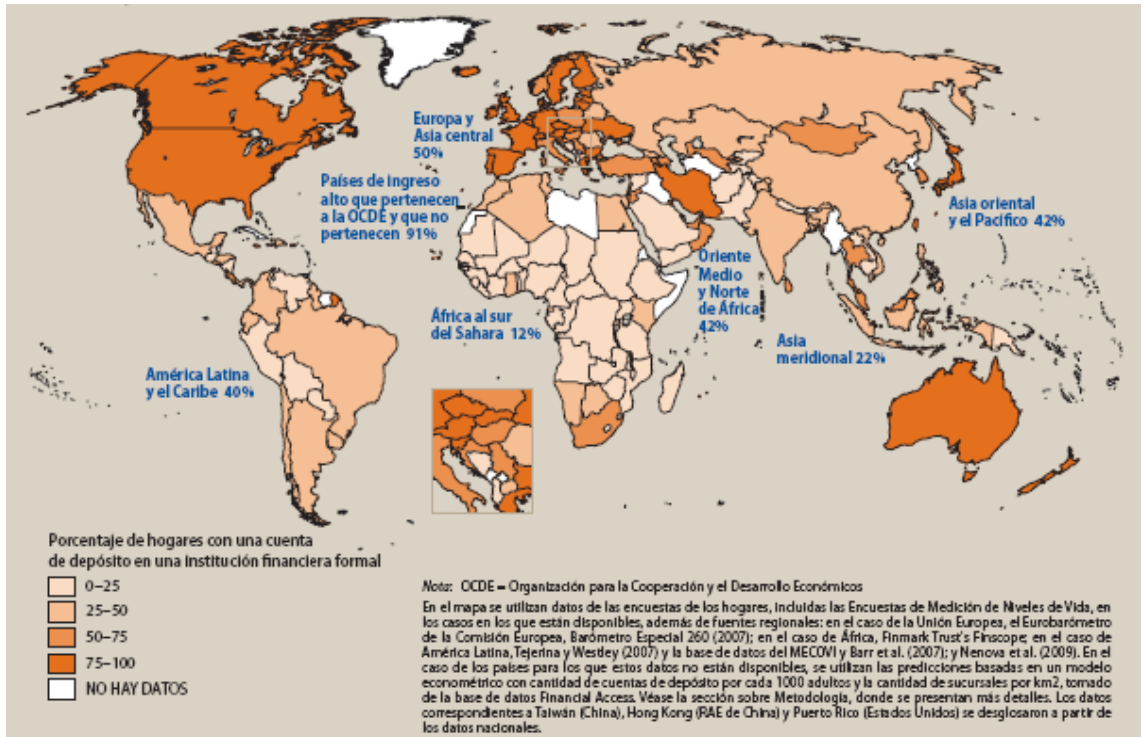 Europa y
Asia central
50%
Países de ingreso
alto que pertenecen
a la OCDE y que no
pertenecen 91%
Asia oriental
y el Pacífico 42%
Oriente
Medio
y Norte
de África
42%
África al sur
del Sahara 12%
Asia
meridional 22%
América Latina
y el Caribe 40%
Porcentaje de hogares con una cuenta
de depósito en una institución financiera formal
0–25
25–50
50–75
75–100
NO HAY DATOS
Nota: OCDE = Organización para la Cooperación y el Desarrollo Económicos
En el mapa se utilizan datos de las encuestas de los hogares, incluidas las Encuestas de Medición de Niveles de Vida, en
los casos en los que están disponibles, además de fuentes regionales: en el caso de la Unión Europea, el Eurobarómetro
de la Comisión Europea, Barómetro Especial 260 (2007); en el caso de África, Finmark Trust's Finscope; en el caso de
América Latina, Tejerina y Westley (2007) y la base de datos del MECOVI y Barr et al. (2007); y Nenova et al. (2009). En el
caso de los países para los que estos datos no están disponibles, se utilizan las predicciones basadas en un modelo
econométrico con cantidad de cuentas de depósito por cada 1000 adultos y la cantidad de sucursales por km2, tomado
de la base de datos Financial Access. Véase la sección sobre Metodología, donde se presentan más detalles. Los datos
correspondientes a Taiwán (China), Hong Kong (RAE de China) y Puerto Rico (Estados Unidos) se desglosaron a partir de
los datos nacionales.